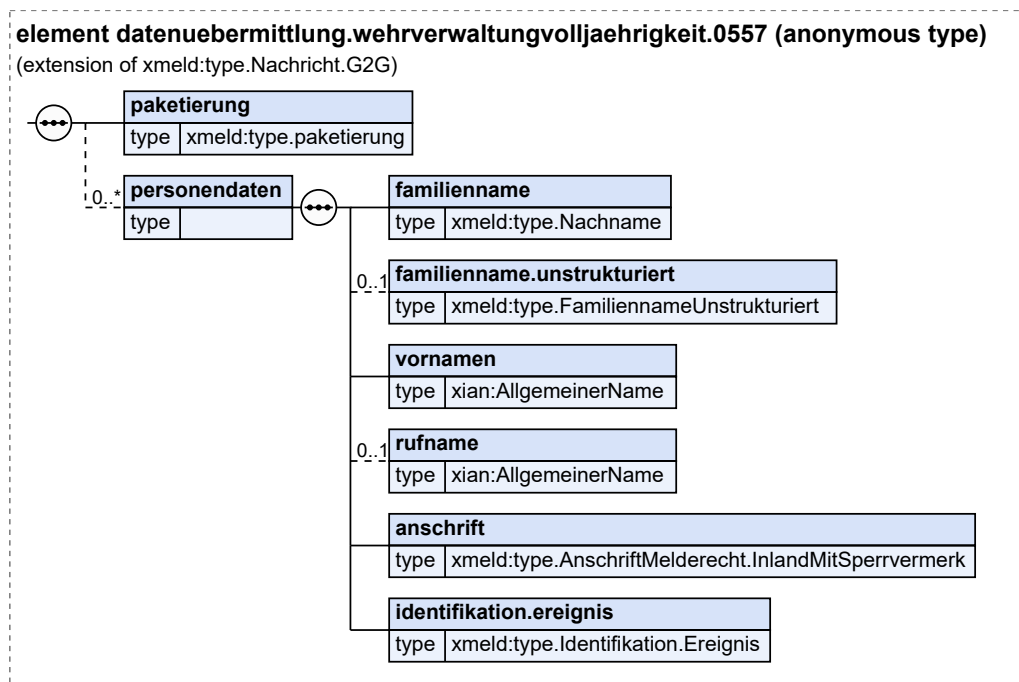 element datenuebermittlung.wehrverwaltungvolljaehrigkeit.0557 (anonymous type)
(extension of xmeld:type.Nachricht.G2G)
paketierung
type xmeld:type.paketierung
0..* personendaten
type
familienname
type xmeld:type.Nachname
0..1 familienname.unstrukturiert
type xmeld:type.FamiliennameUnstrukturiert
vornamen
type xian:AllgemeinerName
0..1 rufname
type xian:AllgemeinerName
anschrift
type xmeld:type.AnschriftMelderecht.InlandMitSperrvermerk
identifikation.ereignis
type xmeld:type.Identifikation.Ereignis